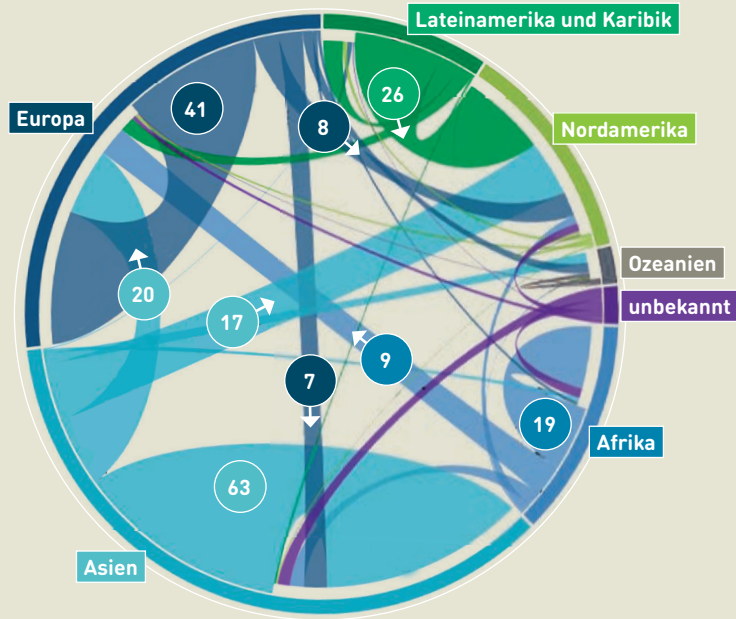 Lateinamerika und Karibik
Europa
41
26
8
Nordamerika
Ozeanien
20
unbekannt
17
9
7
19
Afrika
63
Asien